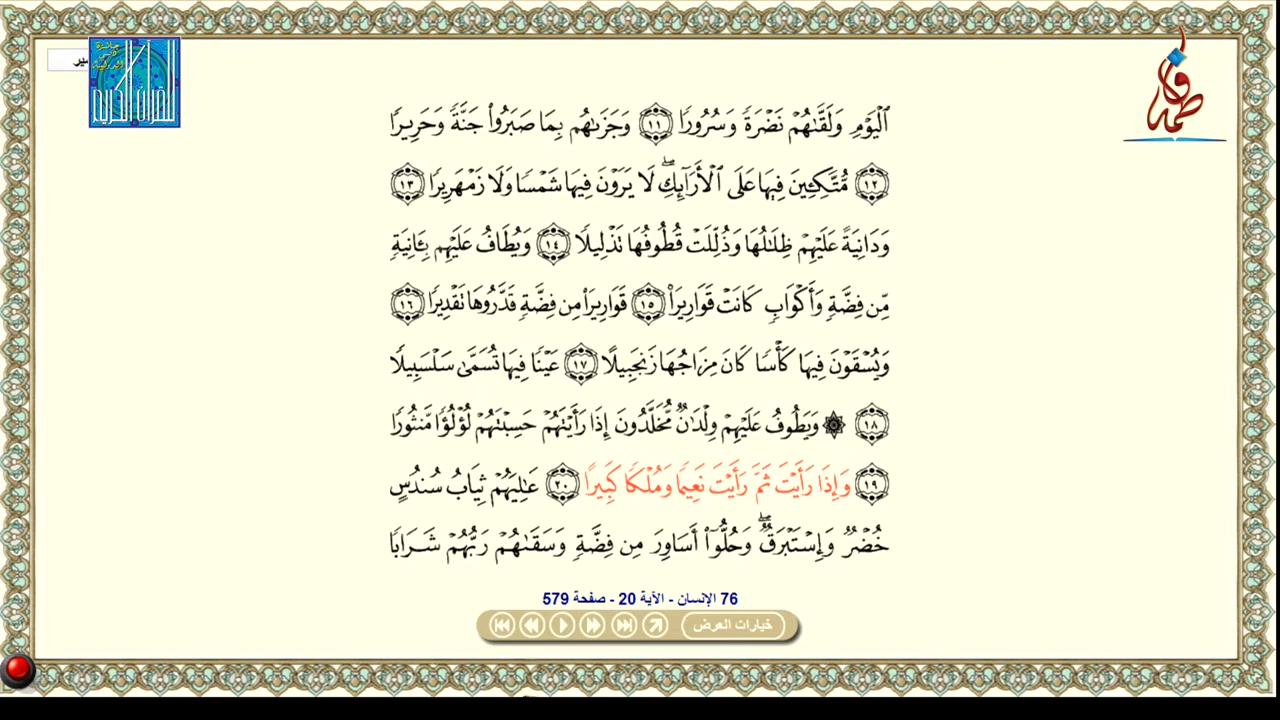 ٱلْيَوْمِ وَلَقَّىٰهُمْ نَضْرَةً وَسُرُورًا ١١ وَجَزَىٰهُم بِمَا صَبَرُوا۟ جَنَّةً وَحَرِيرًا
١٢ مُّتَّكِـِٔينَ فِيهَا عَلَى ٱلْأَرَآئِكِ ۖ لَا يَرَوْنَ فِيهَا شَمْسًا وَلَا زَمْهَرِيرًا ١٣
وَدَانِيَةً عَلَيْهِمْ ظِلَـٰلُهَا وَذُلِّلَتْ قُطُوفُهَا تَذْلِيلًا ١٤ وَيُطَافُ عَلَيْهِم بِـَٔانِيَةٍ
مِّن فِضَّةٍ وَأَكْوَابٍ كَانَتْ قَوَارِيرَا۠ ١٥ قَوَارِيرَا۟ مِن فِضَّةٍ قَدَّرُوهَا تَقْدِيرًا ١٦
وَيُسْقَوْنَ فِيهَا كَأْسًا كَانَ مِزَاجُهَا زَنجَبِيلًا ١٧ عَيْنًا فِيهَا تُسَمَّىٰ سَلْسَبِيلًا
١٨ ۞ وَيَطُوفُ عَلَيْهِمْ وِلْدَٰنٌ مُّخَلَّدُونَ إِذَا رَأَيْتَهُمْ حَسِبْتَهُمْ لُؤْلُؤًا مَّنثُورًا
١٩ وَإِذَا رَأَيْتَ ثَمَّ رَأَيْتَ نَعِيمًا وَمُلْكًا كَبِيرًا ٢٠ عَـٰلِيَهُمْ ثِيَابُ سُندُسٍ
خُضْرٌ وَإِسْتَبْرَقٌ ۖ وَحُلُّوٓا۟ أَسَاوِرَ مِن فِضَّةٍ وَسَقَىٰهُمْ رَبُّهُمْ شَرَابًا
76 الإنسان - الآية 20 - صفحة 579
خيارات العرض
للقرآن الكريم
فاطمة